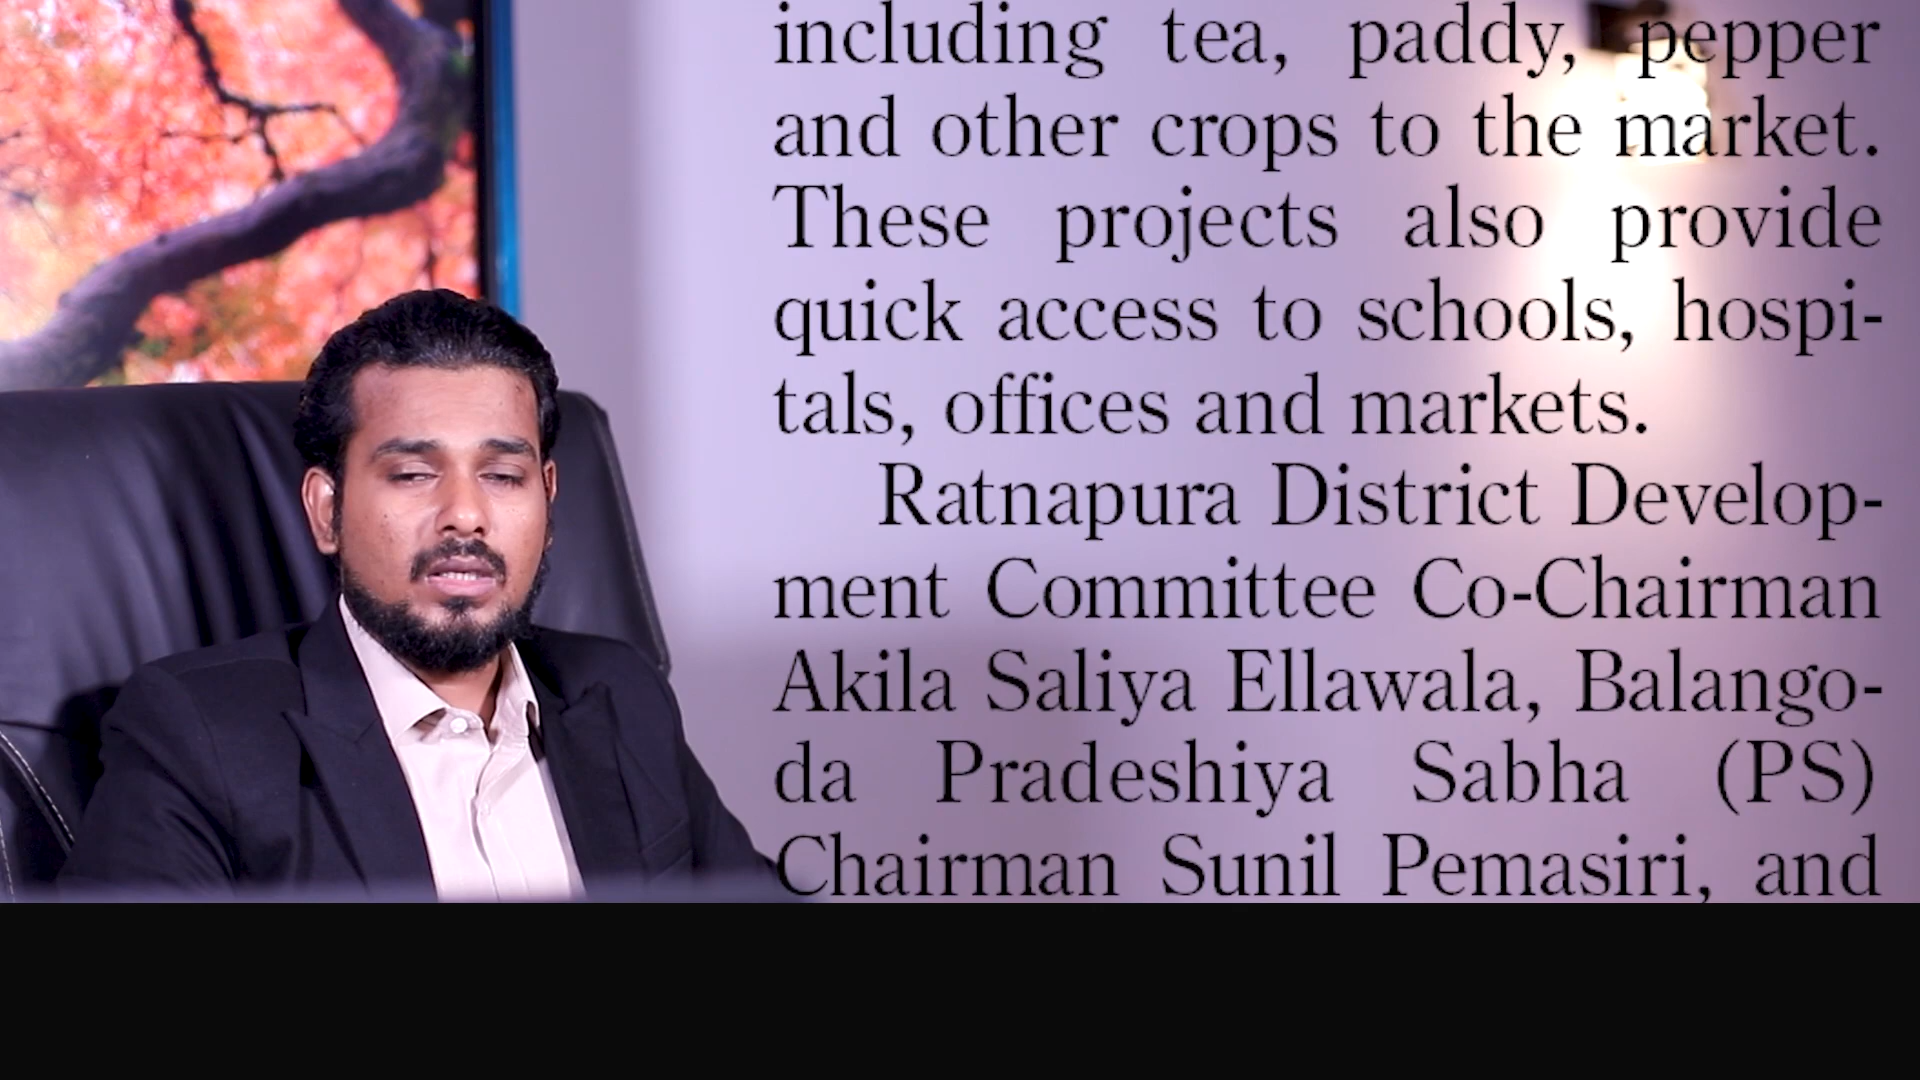 including tea, paddy, pepper
and other crops to the market.
These projects also provide
quick access to schools, hospi-
tals, offices and markets.
Ratnapura District Develop-
ment Committee Co-Chairman
Akila Saliya Ellawala, Balango-
da Pradeshiya Sabha (PS)
Chairman Sunil Pemasiri, and